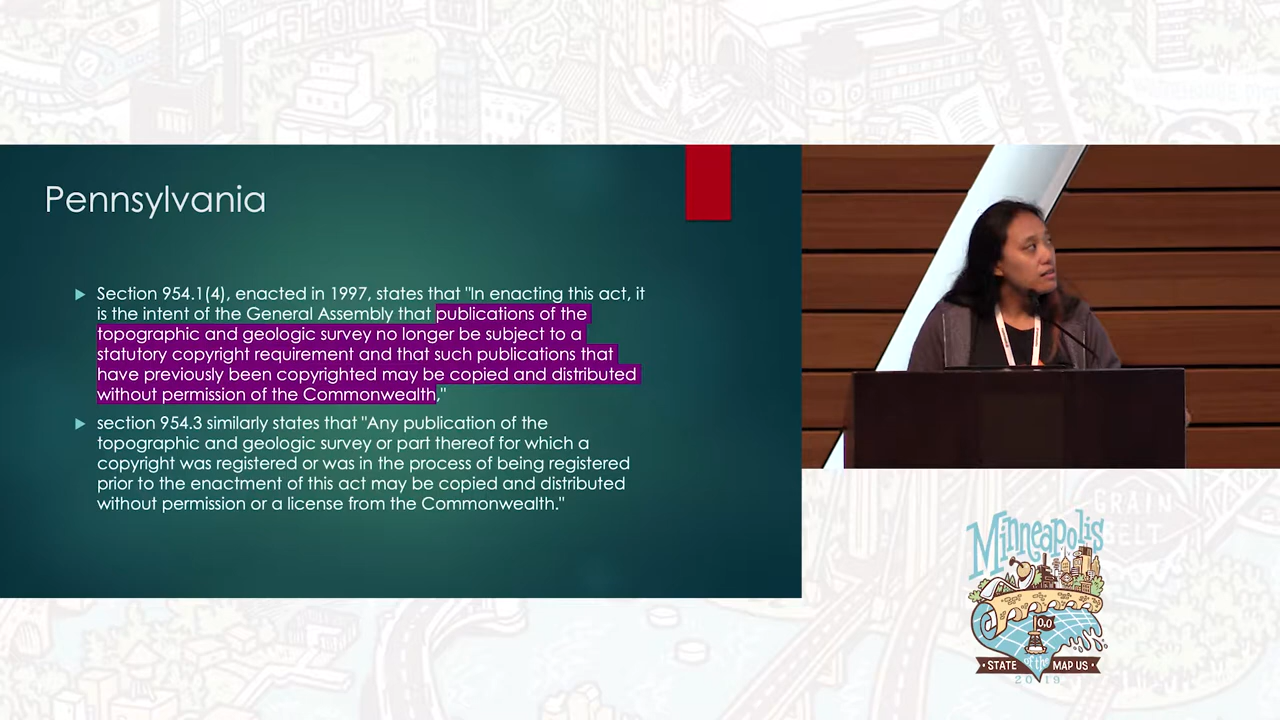 FLOUR
Pennsylvania
Section 954.1(4), enacted in 1997, states that "In enacting this act, it
is the intent of the General Assembly that publications of the
topographic and geologic survey no longer be subject to a
statutory copyright requirement and that such publications that
have previously been copyrighted may be copied and distributed
without permission of the Commonwealth,"
section 954.3 similarly states that "Any publication of the
topographic and geologic survey or part thereof for which a
copyright was registered or was in the process of being registered
prior to the enactment of this act may be copied and distributed
without permission or a license from the Commonwealth."
GRAIN
BELT
Minneapolis
0,0
STATE of the MAP US
2019